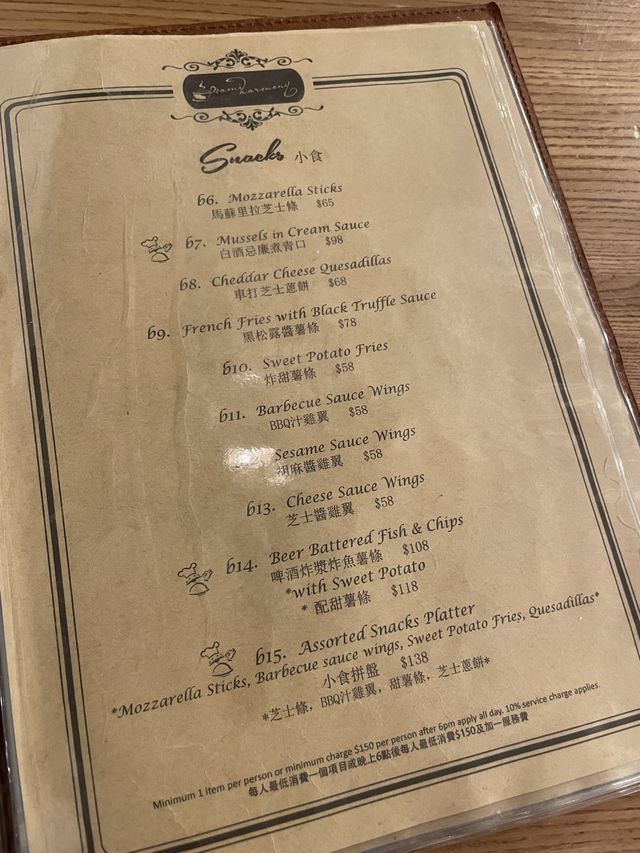 Snacks 小食
b6. Mozzarella Sticks
馬蘇里拉芝士條 $65
b7. Mussels in Cream Sauce
白酒忌廉煮青口 $98
b8. Cheddar Cheese Quesadillas
車打芝士蔥餅 $68
b9. French Fries with Black Truffle Sauce
黑松露醬薯條 $78
b10. Sweet Potato Fries
炸甜薯條 $58
b11. Barbecue Sauce Wings
BBQ汁雞翼 $58
Sesame Sauce Wings
胡麻醬雞翼 $58
b13. Cheese Sauce Wings
芝士醬雞翼 $58
b14. Beer Battered Fish & Chips
啤酒炸漿炸魚薯條 $108
*with Sweet Potato
* 配甜薯條 $118
b15. Assorted Snacks Platter
*Mozzarella Sticks, Barbecue sauce wings, Sweet Potato Fries, Quesadillas*
小食拼盤 $138
*芝士條, BBQ汁雞翼, 甜薯條, 芝士蔥餅*
Minimum 1 item per person or minimum charge $150 per person after 6pm apply all day. 10% service charge applies.
每人最低消費一個項目或晚上6點後每人最低消費$150及加一服務費